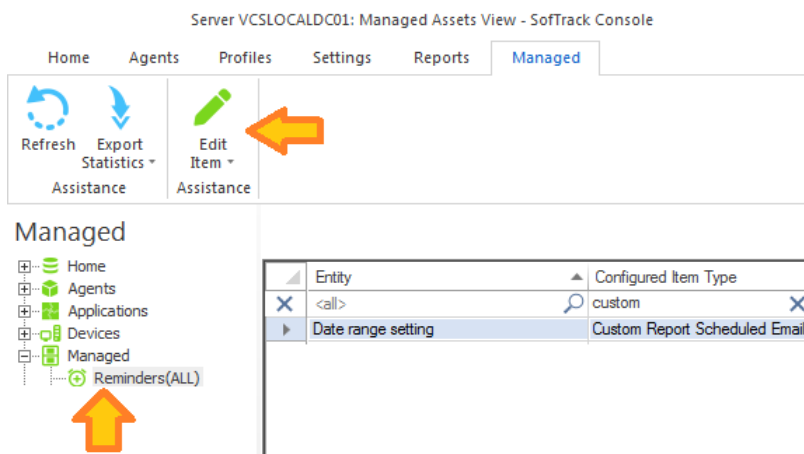 Server VCSLOCALDC01: Managed Assets View - SofTrack Console
Home Agents Profiles Settings Reports Managed
Refresh Export Statistics Edit Item
Assistance Assistance
Managed
Entity Configured Item Type
Home
<all> custom
Agents
Date range setting Custom Report Scheduled Email
Applications
Devices
Managed
Reminders(ALL)